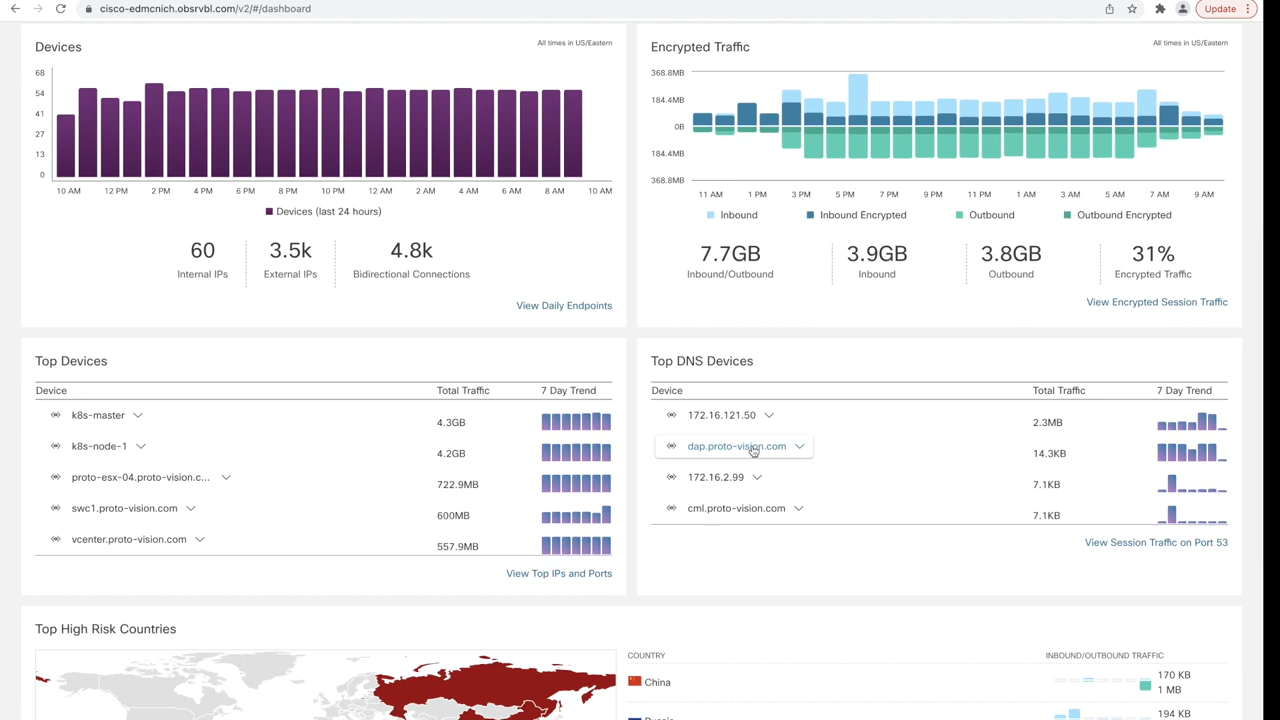 cisco-edmcnich.obsrvbl.com/v2/#/dashboard
Update
Devices
All times in US/Eastern
68
54
41
27
13
0
10 AM 12 PM 2 PM 4 PM 6 PM 8 PM 10 PM 12 AM 2 AM 4 AM 6 AM 8 AM 10 AM
Devices (last 24 hours)
60 3.5k 4.8k
Internal IPs External IPs Bidirectional Connections
View Daily Endpoints
Encrypted Traffic
All times in US/Eastern
368.8MB
184.4MB
0B
184.4MB
368.8MB
11 AM 1 PM 3 PM 5 PM 7 PM 9 PM 11 PM 1 AM 3 AM 5 AM 7 AM 9 AM
Inbound Inbound Encrypted Outbound Outbound Encrypted
7.7GB 3.9GB 3.8GB 31%
Inbound/Outbound Inbound Outbound Encrypted Traffic
View Encrypted Session Traffic
Top Devices
Device Total Traffic 7 Day Trend
k8s-master 4.3GB
k8s-node-1 4.2GB
proto-esx-04.proto-vision.c... 722.9MB
swc1.proto-vision.com 600MB
vcenter.proto-vision.com 557.9MB
View Top IPs and Ports
Top DNS Devices
Device Total Traffic 7 Day Trend
172.16.121.50 2.3MB
dap.proto-vision.com 14.3KB
172.16.2.99 7.1KB
cml.proto-vision.com 7.1KB
View Session Traffic on Port 53
Top High Risk Countries
COUNTRY INBOUND/OUTBOUND TRAFFIC
China 170 KB
1 MB
194 KB